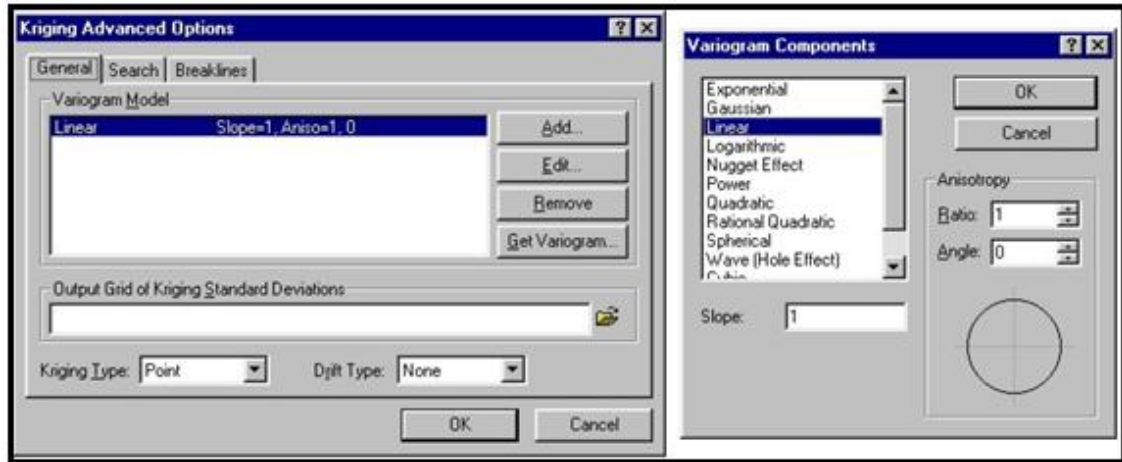 Kriging Advanced Options
General
Search
Breaklines
Variogram Model
Linear Slope=1, Aniso=1, 0
Add...
Edit...
Remove
Get Variogram...
Output Grid of Kriging Standard Deviations
Kriging Type: Point
Drift Type: None
OK
Cancel
Variogram Components
Exponential
Gaussian
Linear
Logarithmic
Nugget Effect
Power
Quadratic
Rational Quadratic
Spherical
Wave (Hole Effect)
Cubic
Slope: 1
OK
Cancel
Anisotropy
Ratio: 1
Angle: 0